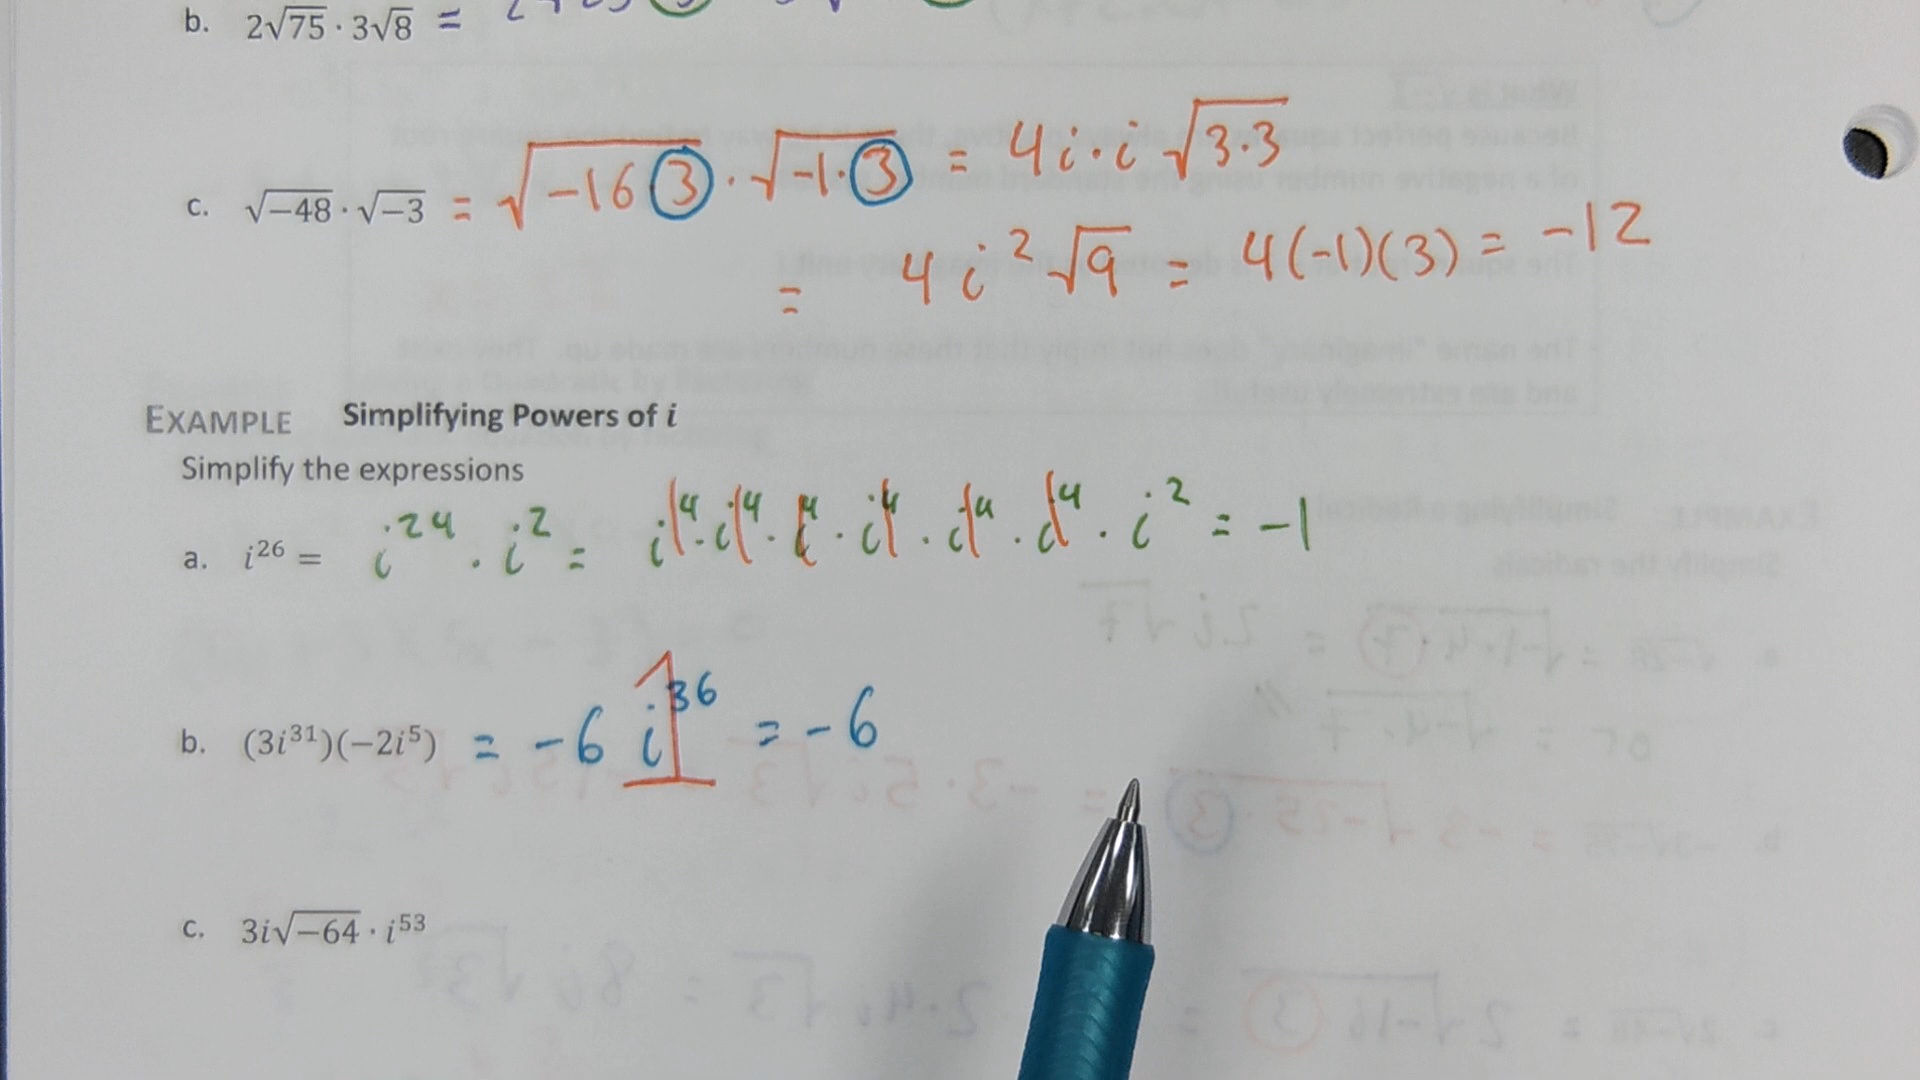 b. 2√75 · 3√8 =
c. √−48 · √−3 = √−16·3 · √−1·3 = 4i·i √3·3
= 4i²√9 = 4(-1)(3) = -12
EXAMPLE Simplifying Powers of i
Simplify the expressions
a. i²⁶ = i²⁴ · i² = i⁴·i⁴·i⁴·i⁴·i⁴·i⁴·i² = -1
b. (3i³¹)(−2i⁵) = -6 i³⁶ = -6
1
c. 3i√−64 · i⁵³